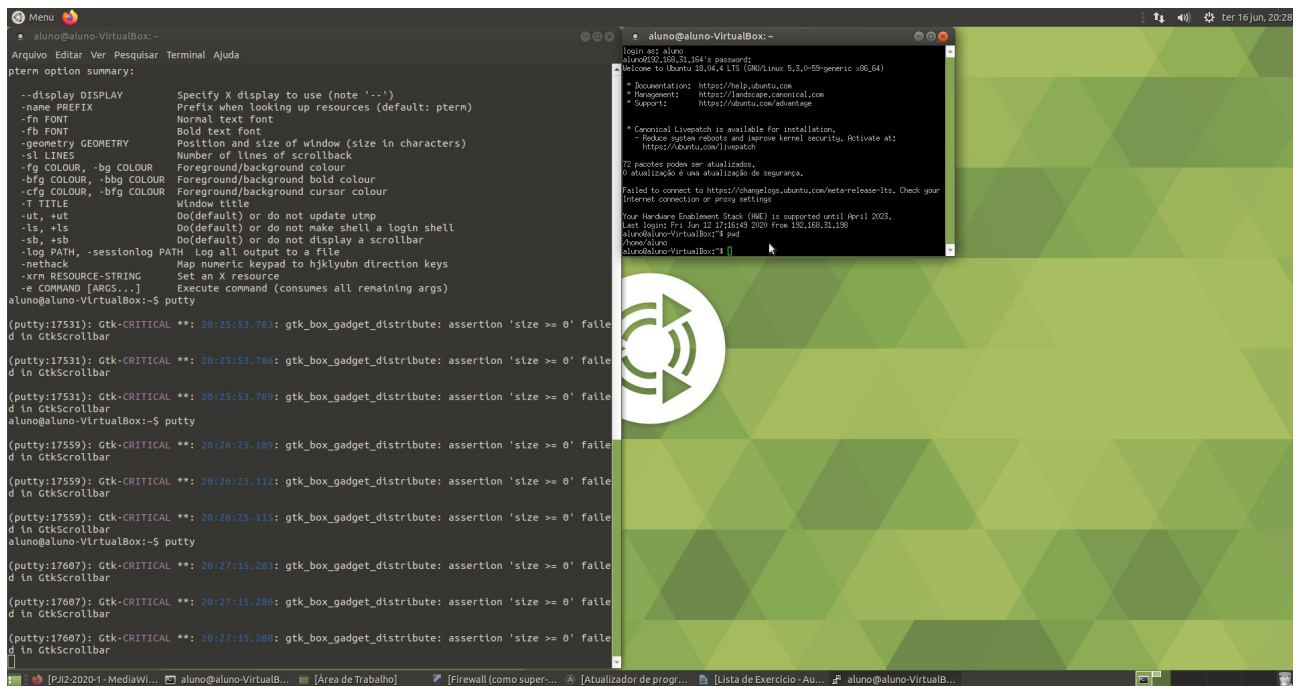 Menu
ter 16 jun, 20:28
aluno@aluno-VirtualBox: ~
Arquivo Editar Ver Pesquisar Terminal Ajuda
pterm option summary:
--display DISPLAY Specify X display to use (note '--')
-name PREFIX Prefix when looking up resources (default: pterm)
-fn FONT Normal text font
-fb FONT Bold text font
-geometry GEOMETRY Position and size of window (size in characters)
-sl LINES Number of lines of scrollback
-fg COLOUR, -bg COLOUR Foreground/background colour
-bfg COLOUR, -bbg COLOUR Foreground/background bold colour
-cfg COLOUR, -bfg COLOUR Foreground/background cursor colour
-T TITLE Window title
-ut, +ut Do(default) or do not update utmp
-ls, +ls Do(default) or do not make shell a login shell
-sb, +sb Do(default) or do not display a scrollbar
-log PATH, -sessionlog PATH Log all output to a file
-nethack Map numeric keypad to hjklyubn direction keys
-xrm RESOURCE-STRING Set an X resource
-e COMMAND [ARGS...] Execute command (consumes all remaining args)
aluno@aluno-VirtualBox:~$ putty
(putty:17531): Gtk-CRITICAL **: 20:25:53.783: gtk_box_gadget_distribute: assertion 'size >= 0' faile
d in GtkScrollbar
(putty:17531): Gtk-CRITICAL **: 20:25:53.786: gtk_box_gadget_distribute: assertion 'size >= 0' faile
d in GtkScrollbar
(putty:17531): Gtk-CRITICAL **: 20:25:53.789: gtk_box_gadget_distribute: assertion 'size >= 0' faile
d in GtkScrollbar
aluno@aluno-VirtualBox:~$ putty
(putty:17559): Gtk-CRITICAL **: 20:26:25.109: gtk_box_gadget_distribute: assertion 'size >= 0' faile
d in GtkScrollbar
(putty:17559): Gtk-CRITICAL **: 20:26:25.112: gtk_box_gadget_distribute: assertion 'size >= 0' faile
d in GtkScrollbar
(putty:17559): Gtk-CRITICAL **: 20:26:25.115: gtk_box_gadget_distribute: assertion 'size >= 0' faile
d in GtkScrollbar
aluno@aluno-VirtualBox:~$ putty
(putty:17607): Gtk-CRITICAL **: 20:27:15.283: gtk_box_gadget_distribute: assertion 'size >= 0' faile
d in GtkScrollbar
(putty:17607): Gtk-CRITICAL **: 20:27:15.286: gtk_box_gadget_distribute: assertion 'size >= 0' faile
d in GtkScrollbar
(putty:17607): Gtk-CRITICAL **: 20:27:15.288: gtk_box_gadget_distribute: assertion 'size >= 0' faile
d in GtkScrollbar
aluno@aluno-VirtualBox: ~
login as: aluno
aluno@192.168.31.164's password:
Welcome to Ubuntu 18.04.4 LTS (GNU/Linux 5.3.0-59-generic x86_64)
* Documentation: https://help.ubuntu.com
* Management: https://landscape.canonical.com
* Support: https://ubuntu.com/advantage
* Canonical Livepatch is available for installation.
- Reduce system reboots and improve kernel security. Activate at:
https://ubuntu.com/livepatch
72 pacotes podem ser atualizados.
0 atualização é uma atualização de segurança.
Failed to connect to https://changelogs.ubuntu.com/meta-release-lts. Check your
Internet connection or proxy settings
Your Hardware Enablement Stack (HWE) is supported until April 2023.
Last login: Fri Jun 12 17:16:49 2020 from 192.168.31.198
aluno@aluno-VirtualBox:~$ pwd
/home/aluno
aluno@aluno-VirtualBox:~$
[PJI2-2020-1 - MediaWi... aluno@aluno-VirtualB... [Área de Trabalho] [Firewall (como super-... [Atualizador de progr... [Lista de Exercicio - Au... aluno@aluno-VirtualB...